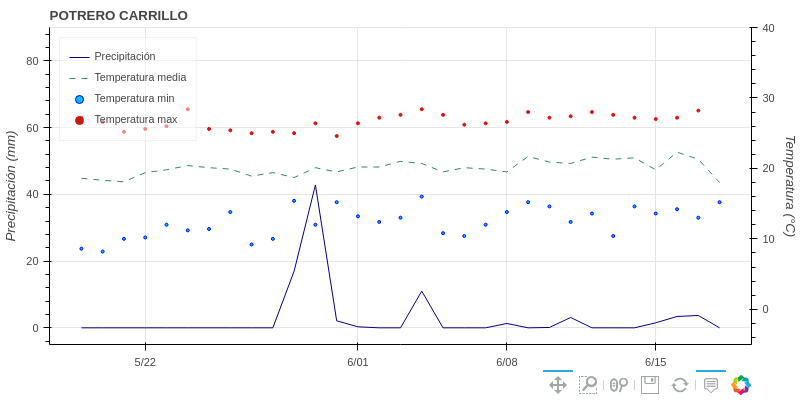 POTRERO CARRILLO
Precipitación
Temperatura media
Temperatura min
Temperatura max
Precipitación (mm)
80
60
40
20
0
Temperatura (°C)
40
30
20
10
0
5/22
6/01
6/08
6/15